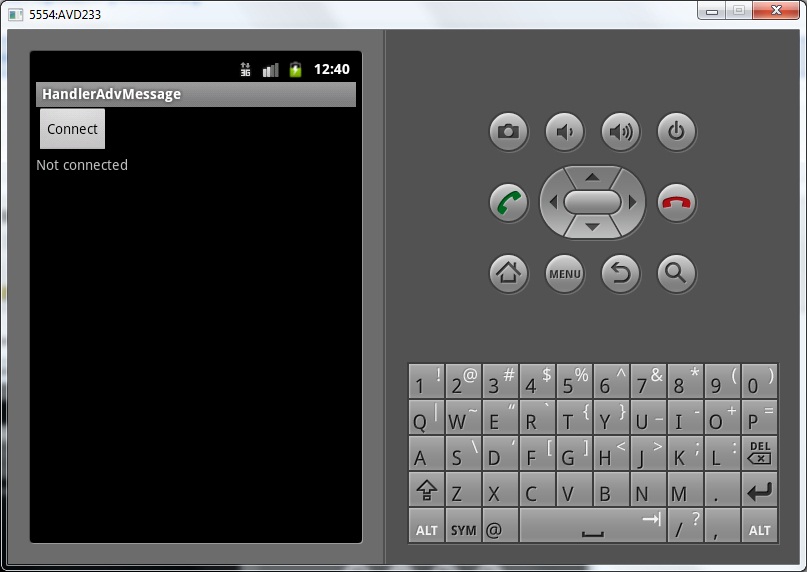 5554:AVD233
3G 12:40
HandlerAdvMessage
Connect
Not connected
MENU
1 ! 2 @ 3 # 4 $ 5 % 6 ^ 7 & 8 * 9 ( 0 )
Q | W ~ E “ R ` T { Y } U _ I - O + P =
A S \ D ‘ F [ G ] H < J > K ; L : DEL
Z X C V B N M .
ALT SYM @ / ? , ALT